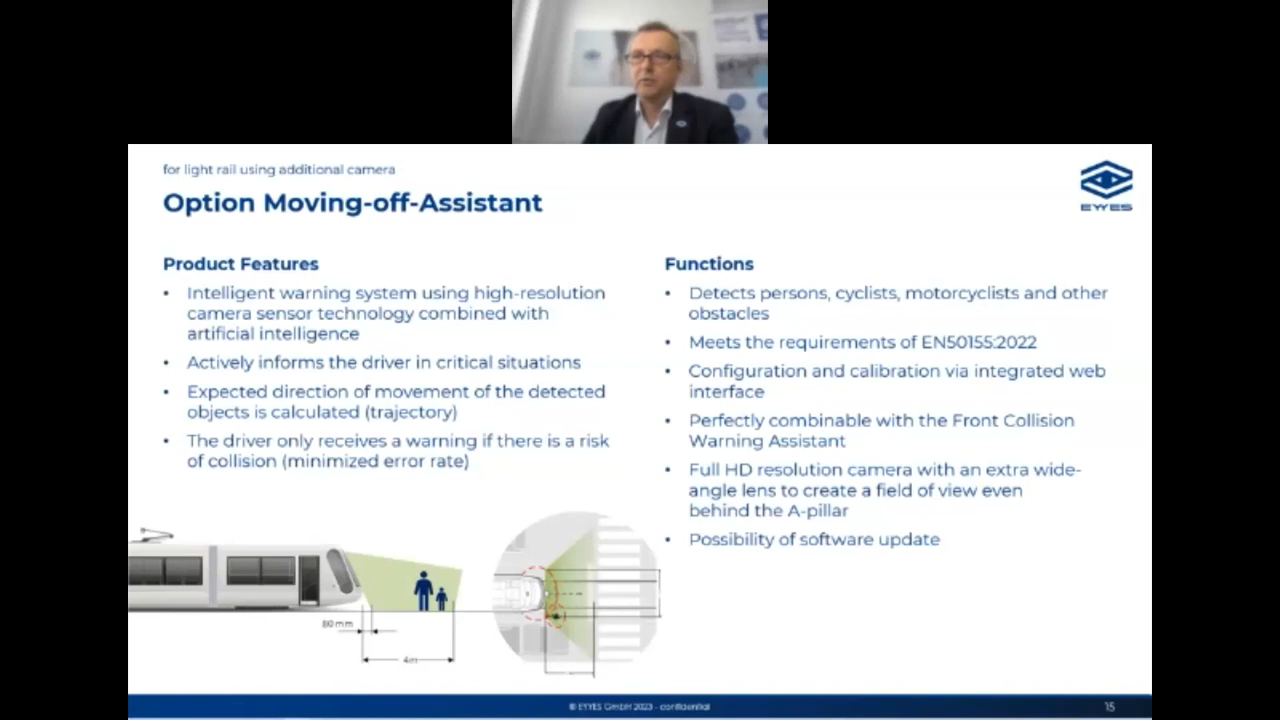 for light rail using additional camera
Option Moving-off-Assistant
EYYES
Product Features
• Intelligent warning system using high-resolution
camera sensor technology combined with
artificial intelligence
• Actively informs the driver in critical situations
• Expected direction of movement of the detected
objects is calculated (trajectory)
• The driver only receives a warning if there is a risk
of collision (minimized error rate)
Functions
• Detects persons, cyclists, motorcyclists and other
obstacles
• Meets the requirements of EN50155:2022
• Configuration and calibration via integrated web
interface
• Perfectly combinable with the Front Collision
Warning Assistant
• Full HD resolution camera with an extra wide-
angle lens to create a field of view even
behind the A-pillar
• Possibility of software update
80 mm
4m
© EYYES GmbH 2023 - confidential
15